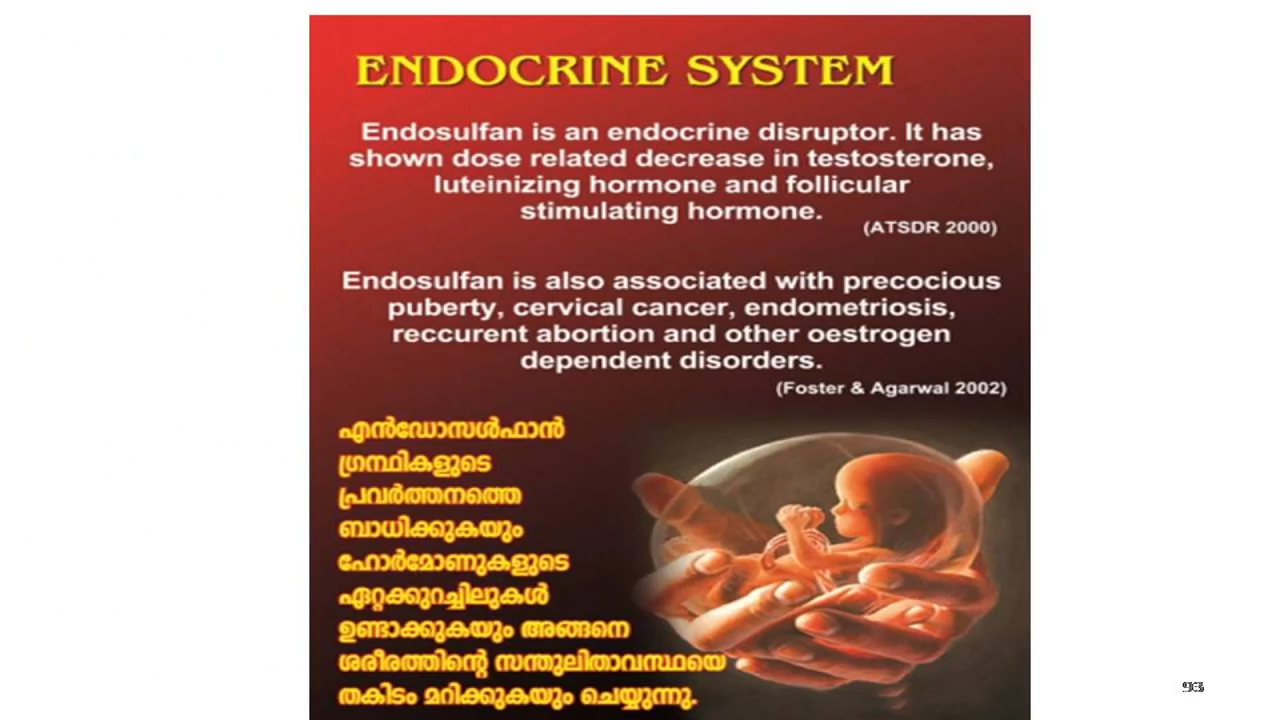 ENDOCRINE SYSTEM
Endosulfan is an endocrine disruptor. It has
shown dose related decrease in testosterone,
luteinizing hormone and follicular
stimulating hormone.
(ATSDR 2000)
Endosulfan is also associated with precocious
puberty, cervical cancer, endometriosis,
reccurent abortion and other oestrogen
dependent disorders.
(Foster & Agarwal 2002)
എൻഡോസൾഫാൻ
ഗ്രന്ഥികളുടെ
പ്രവർത്തനത്തെ
ബാധിക്കുകയും
ഹോർമോണുകളുടെ
ഏറ്റക്കുറച്ചിലുകൾ
ഉണ്ടാക്കുകയും അങ്ങനെ
ശരീരത്തിന്റെ സന്തുലിതാവസ്ഥയെ
തകിടം മറിക്കുകയും ചെയ്യുന്നു.